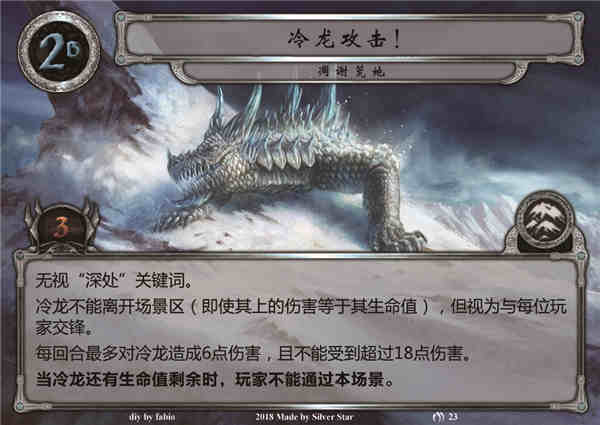 2B
冷龙攻击!
凋谢荒地
3
无视“深处”关键词。
冷龙不能离开场景区（即使其上的伤害等于其生命值），但视为与每位玩
家交锋。
每回合最多对冷龙造成6点伤害，且不能受到超过18点伤害。
当冷龙还有生命值剩余时，玩家不能通过本场景。
diy by fabio
2018 Made by Silver Star
23